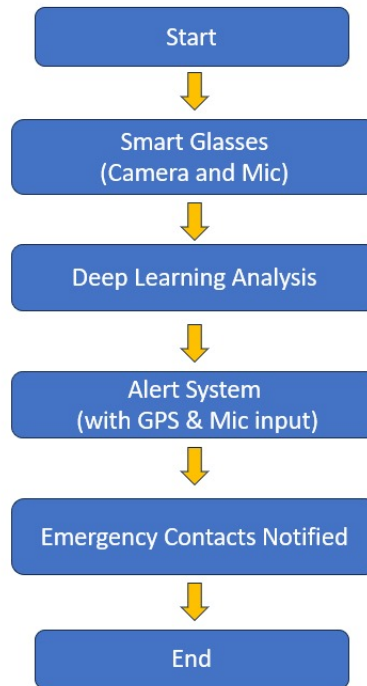 Start
Smart Glasses
(Camera and Mic)
Deep Learning Analysis
Alert System
(with GPS & Mic input)
Emergency Contacts Notified
End